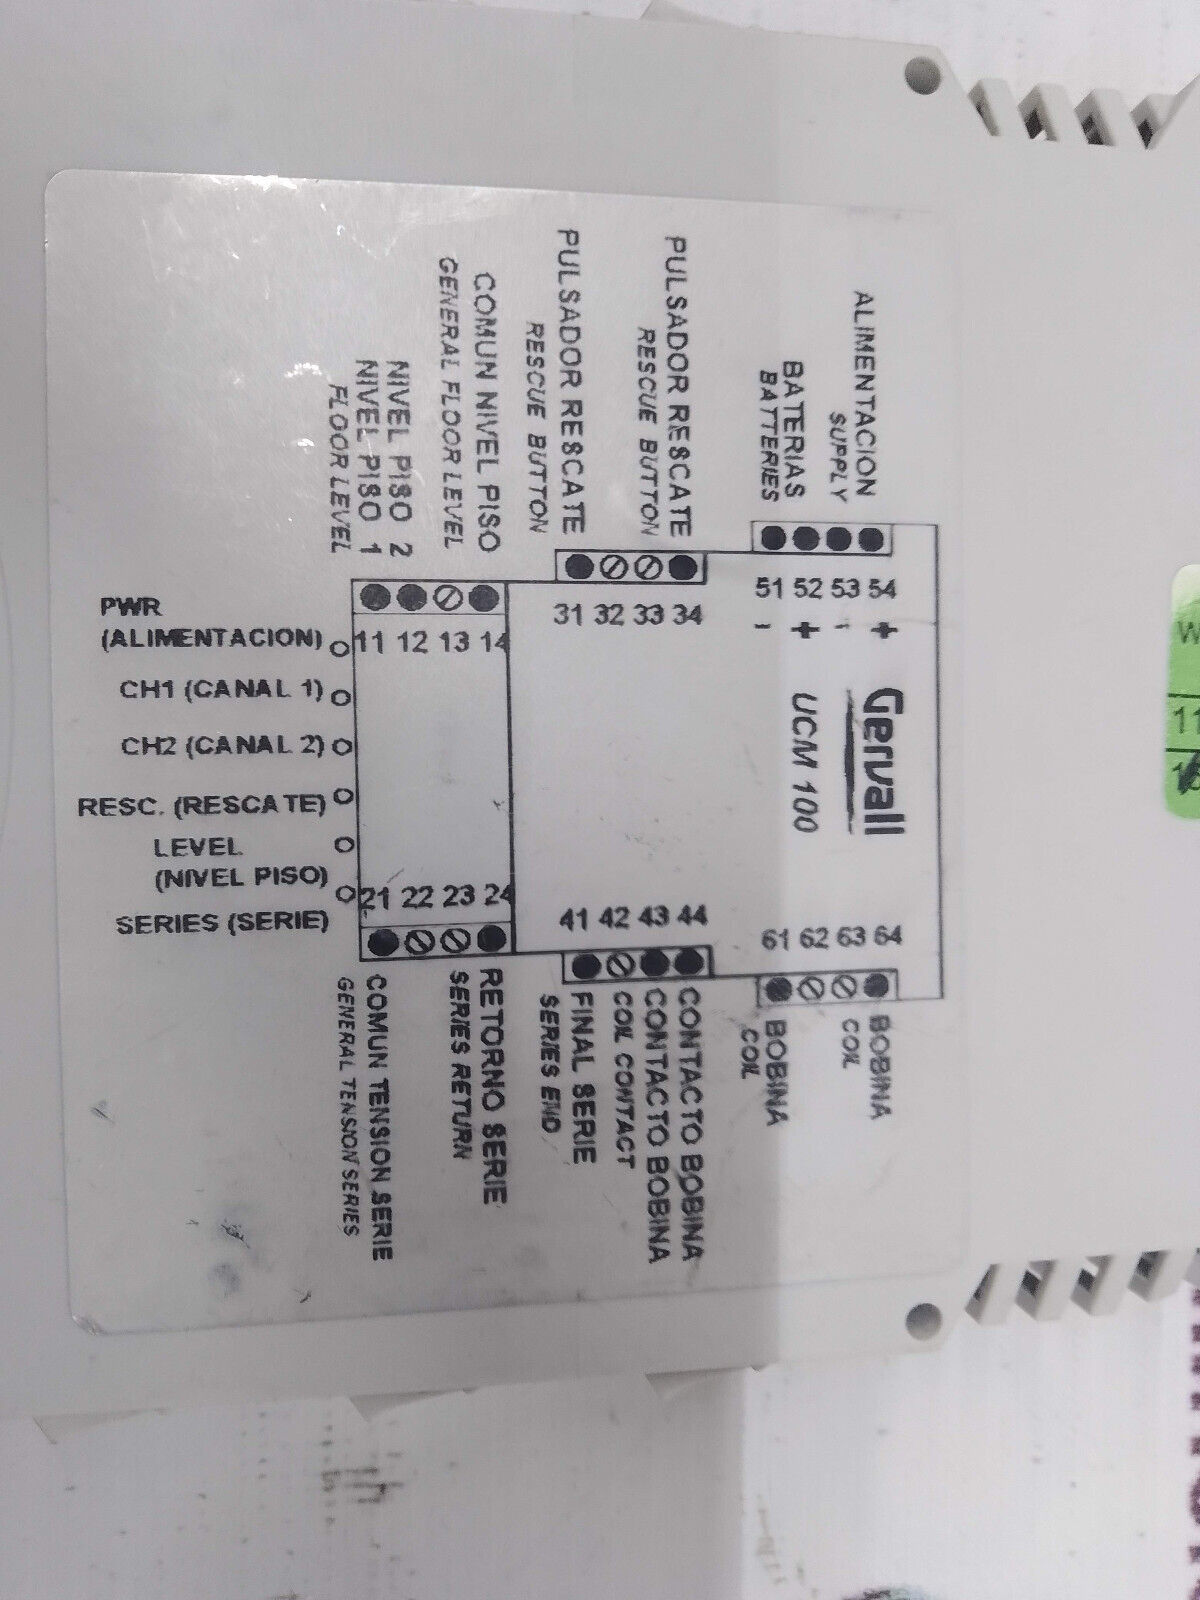 ALIMENTACION
SUPPLY
BATERIAS
BATTERIES
PULSADOR RESCATE
RESCUE BUTTON
PULSADOR RESCATE
RESCUE BUTTON
COMUN NIVEL PISO
GENERAL FLOOR LEVEL
NIVEL PISO 2
NIVEL PISO 1
FLOOR LEVEL
51 52 53 54
- + - +
31 32 33 34
11 12 13 14
Gervall
UCM 100
PWR
(ALIMENTACION)
CH1 (CANAL 1)
CH2 (CANAL 2)
RESC. (RESCATE)
LEVEL
(NIVEL PISO)
SERIES (SERIE)
21 22 23 24
41 42 43 44
61 62 63 64
BOBINA
COIL
BOBINA
COIL
CONTACTO BOBINA
CONTACTO BOBINA
COIL CONTACT
FINAL SERIE
SERIES END
RETORNO SERIE
SERIES RETURN
COMUN TENSION SERIE
GENERAL TENSION SERIES
W
11